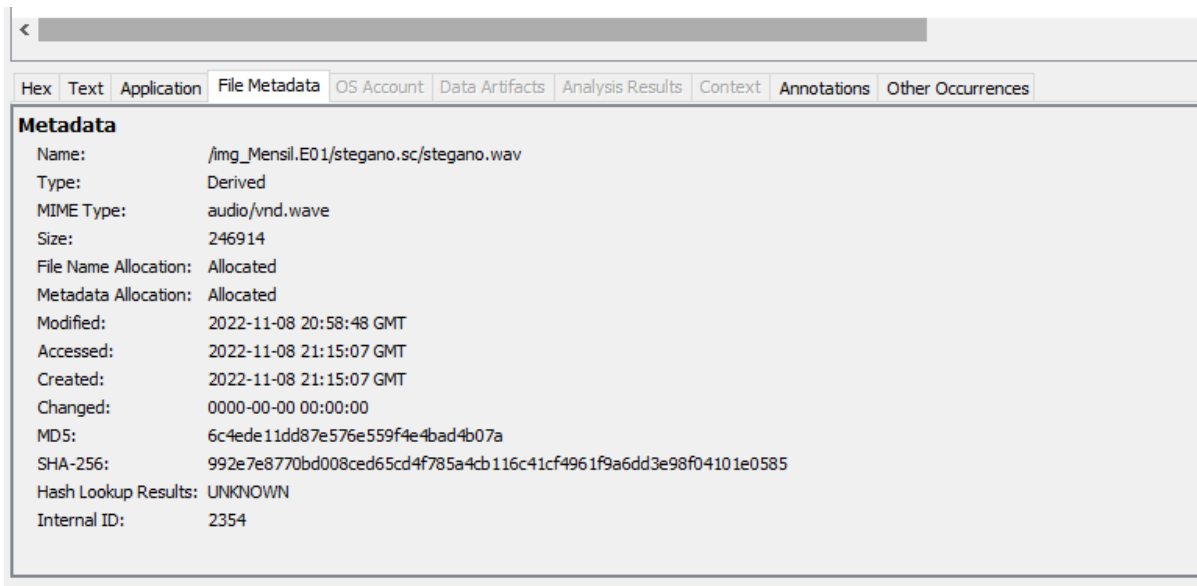 <
Hex Text Application File Metadata OS Account Data Artifacts Analysis Results Context Annotations Other Occurrences
Metadata
Name: /img_Mensil.E01/stegano.sc/stegano.wav
Type: Derived
MIME Type: audio/vnd.wave
Size: 246914
File Name Allocation: Allocated
Metadata Allocation: Allocated
Modified: 2022-11-08 20:58:48 GMT
Accessed: 2022-11-08 21:15:07 GMT
Created: 2022-11-08 21:15:07 GMT
Changed: 0000-00-00 00:00:00
MD5: 6c4ede11dd87e576e559f4e4bad4b07a
SHA-256: 992e7e8770bd008ced65cd4f785a4cb116c41cf4961f9a6dd3e98f04101e0585
Hash Lookup Results: UNKNOWN
Internal ID: 2354